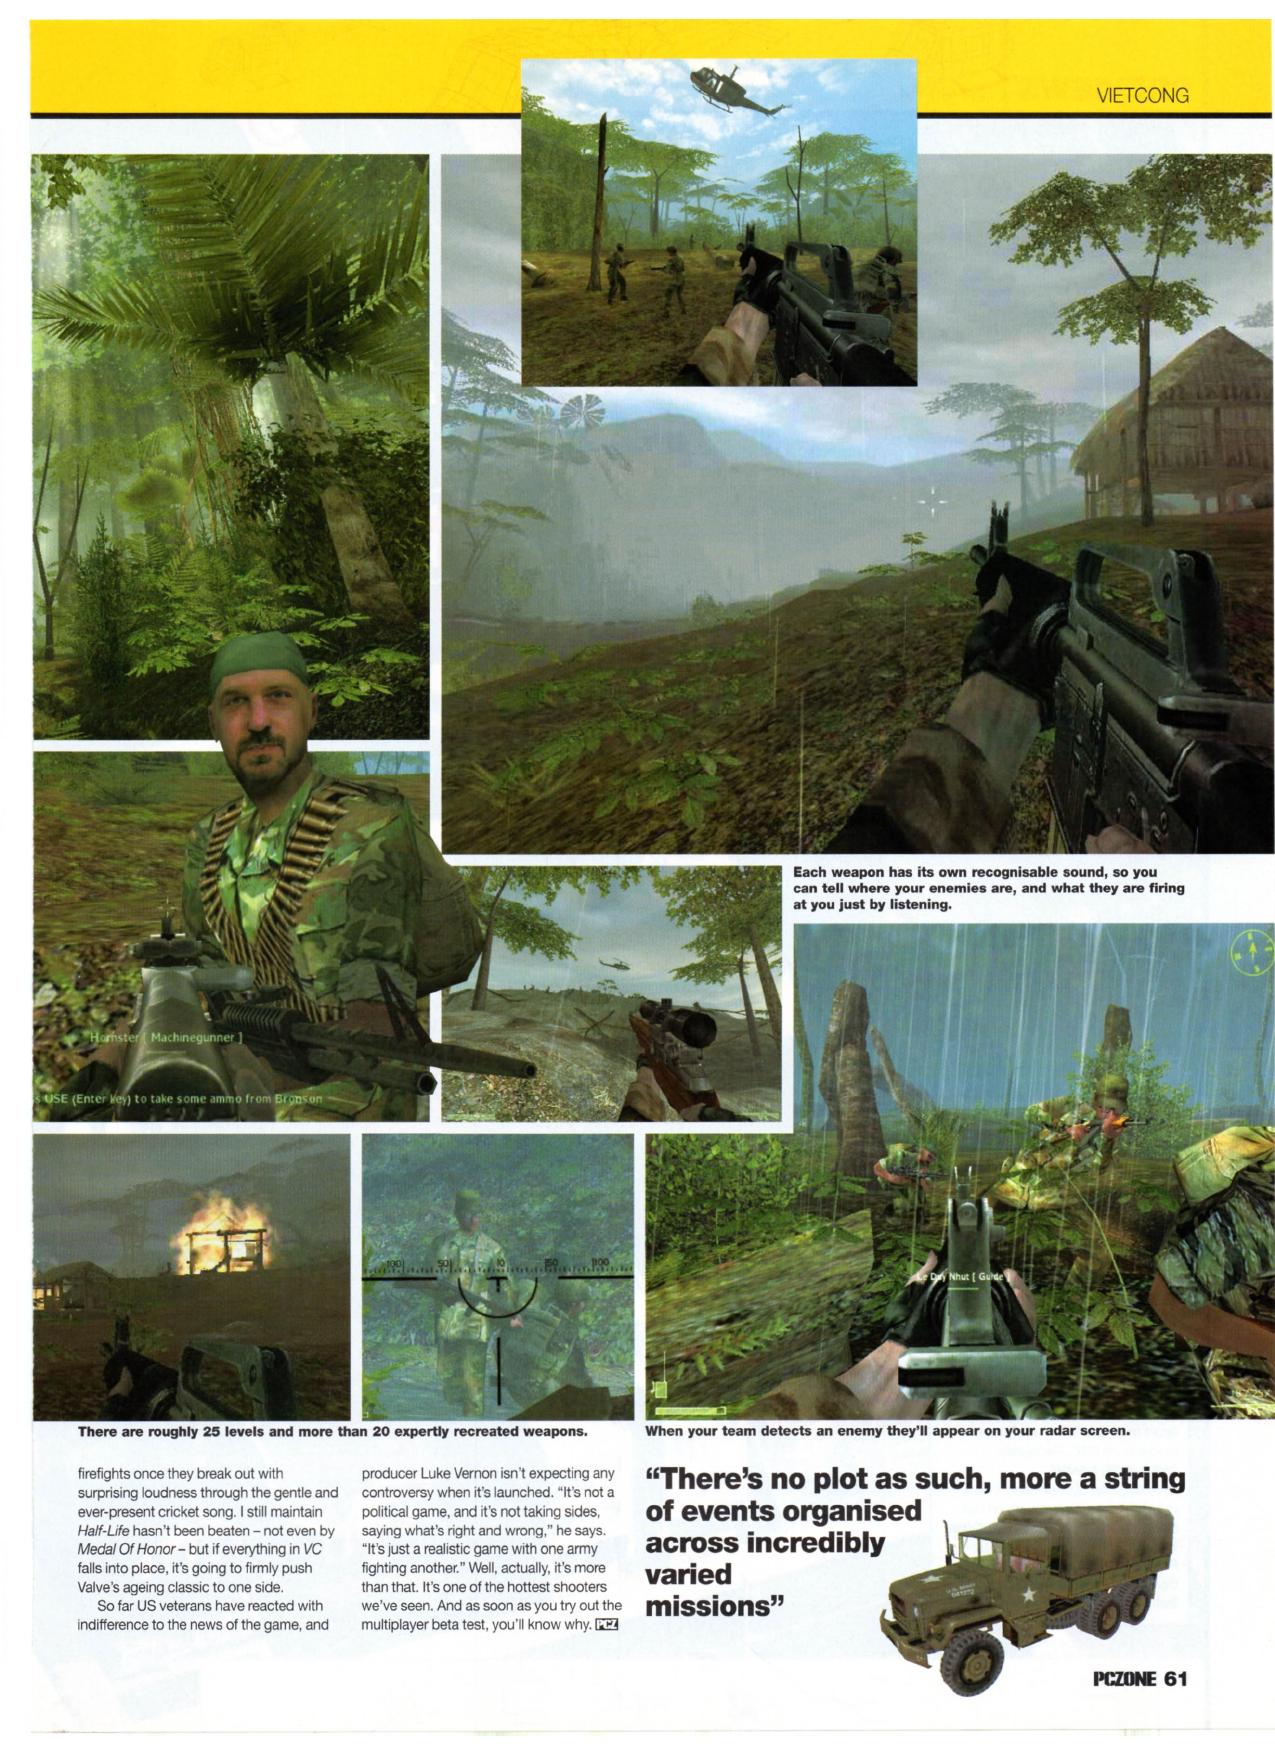 VIETCONG
Each weapon has its own recognisable sound, so you
can tell where your enemies are, and what they are firing
at you just by listening.
Hornster [ Machinegunner ]
s USE (Enter key) to take some ammo from Bronson
Le Duy Nhut [ Guide ]
There are roughly 25 levels and more than 20 expertly recreated weapons.
When your team detects an enemy they'll appear on your radar screen.
firefights once they break out with
surprising loudness through the gentle and
ever-present cricket song. I still maintain
Half-Life hasn't been beaten – not even by
Medal Of Honor – but if everything in VC
falls into place, it's going to firmly push
Valve's ageing classic to one side.
So far US veterans have reacted with
indifference to the news of the game, and
producer Luke Vernon isn't expecting any
controversy when it's launched. "It's not a
political game, and it's not taking sides,
saying what's right and wrong," he says.
"It's just a realistic game with one army
fighting another." Well, actually, it's more
than that. It's one of the hottest shooters
we've seen. And as soon as you try out the
multiplayer beta test, you'll know why. PCZ
"There's no plot as such, more a string
of events organised
across incredibly
varied
missions"
PCZONE 61